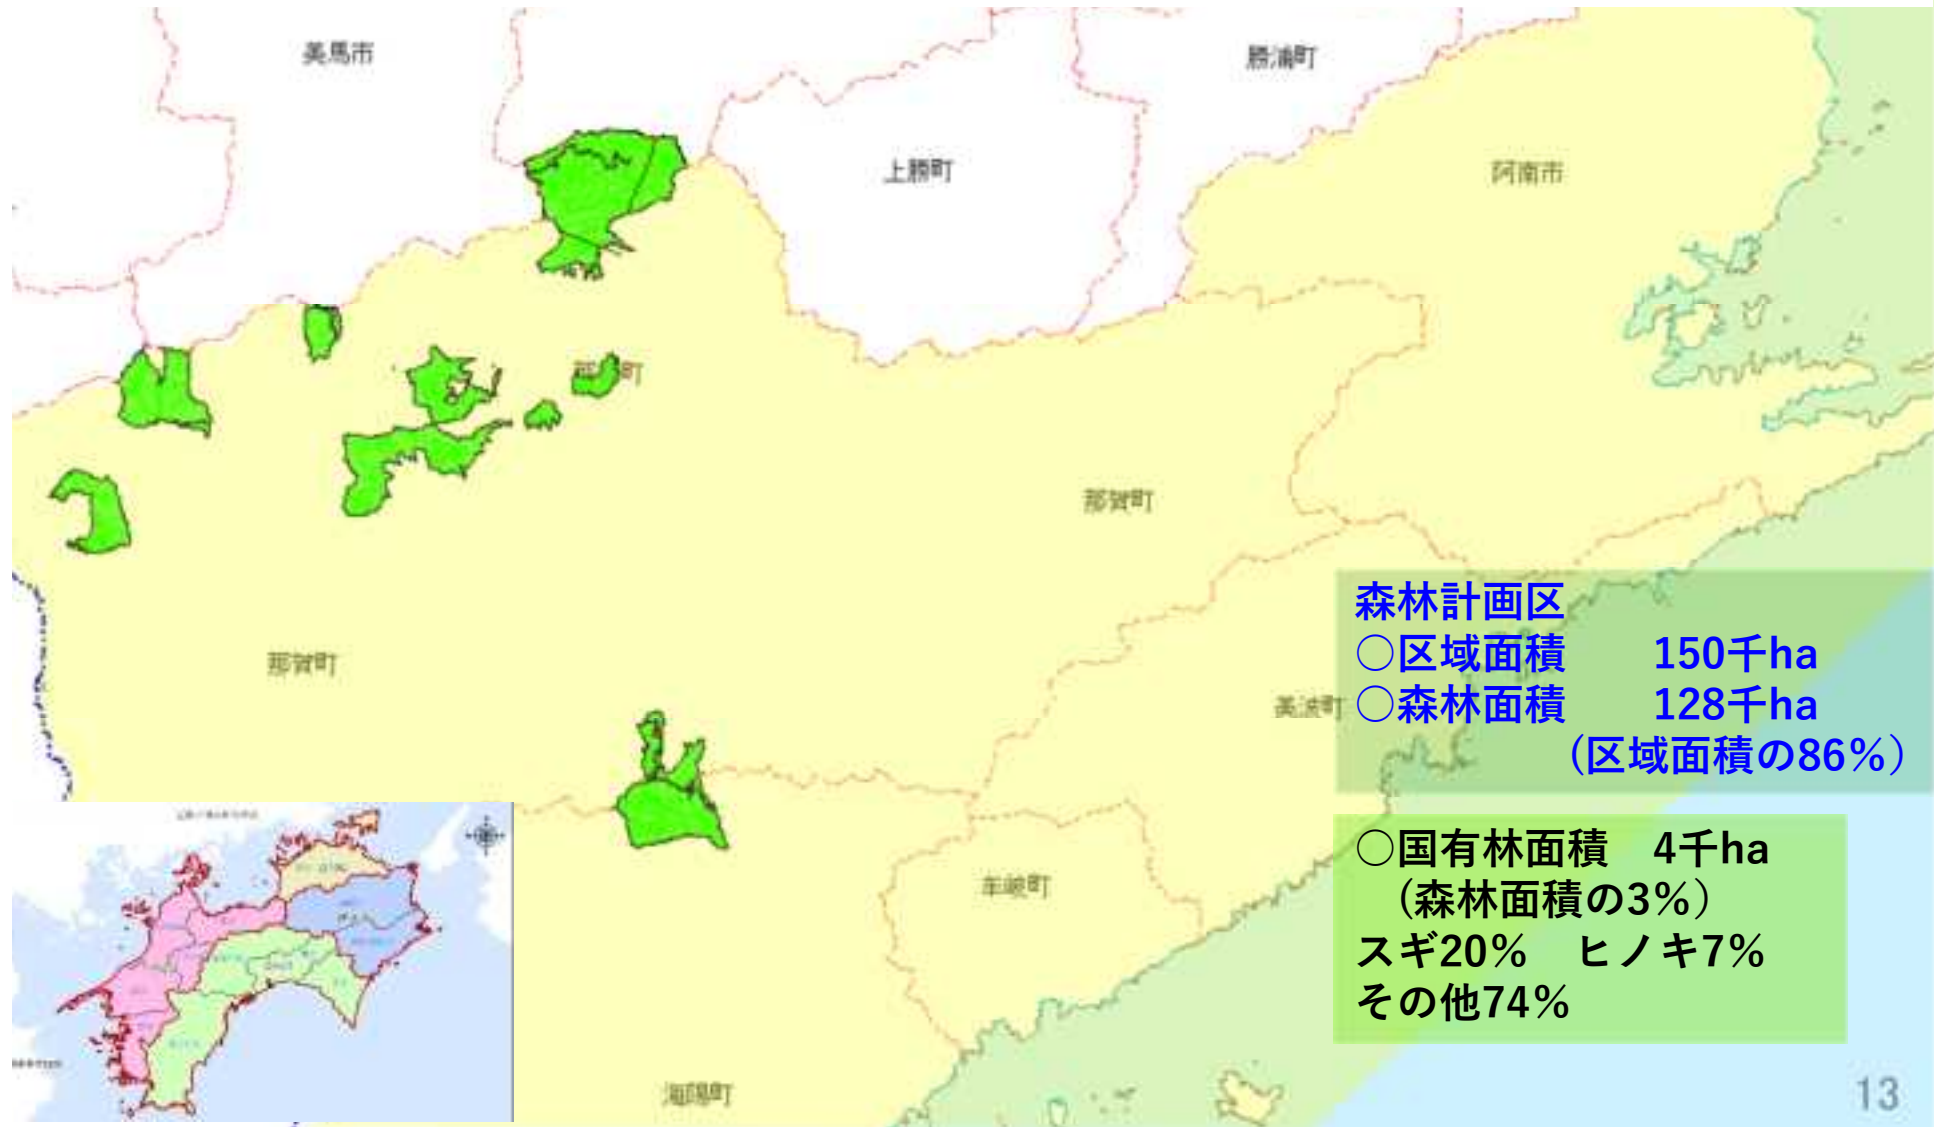 美馬市
勝浦町
上勝町
阿南市
町
那賀町
那賀町
美波町
牟岐町
海陽町
森林計画区
○区域面積　150千ha
○森林面積　128千ha
（区域面積の86％）
○国有林面積　4千ha
（森林面積の3％）
スギ20％　ヒノキ7％
その他74％
13